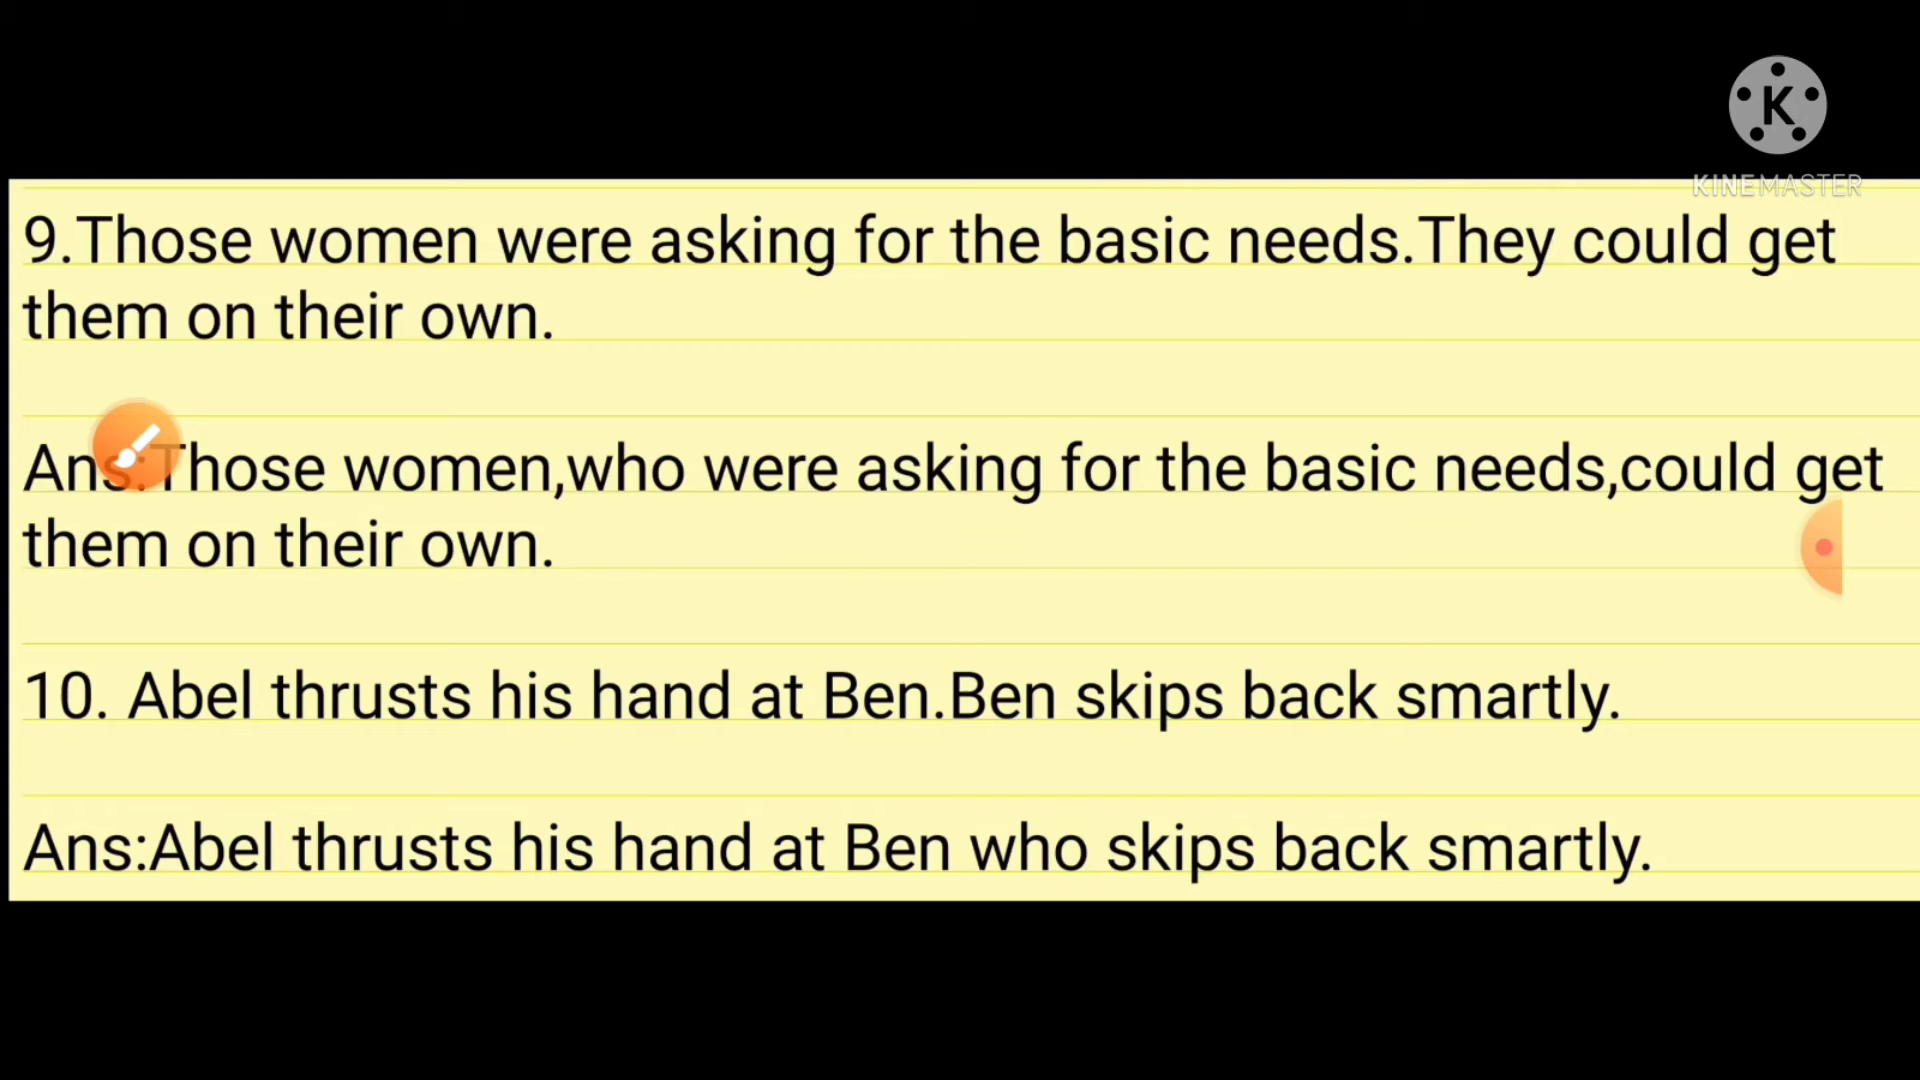 K
KINEMASTER
9.Those women were asking for the basic needs.They could get
them on their own.
Ans:Those women,who were asking for the basic needs,could get
them on their own.
10. Abel thrusts his hand at Ben.Ben skips back smartly.
Ans:Abel thrusts his hand at Ben who skips back smartly.